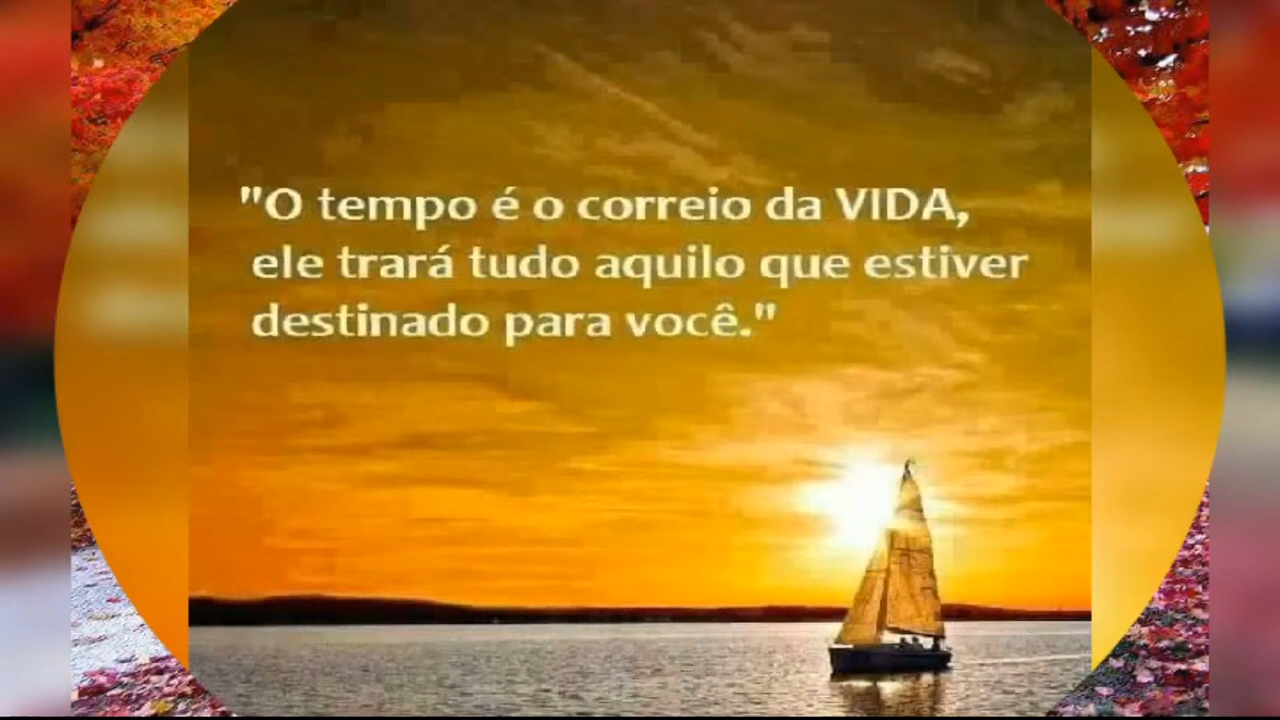 "O tempo é o correio da VIDA,
ele trará tudo aquilo que estiver
destinado para você."